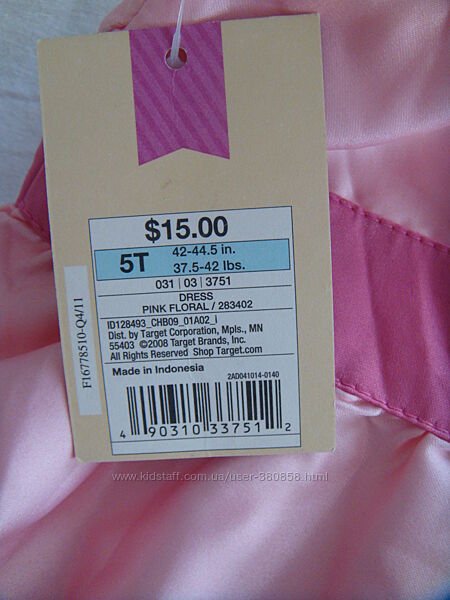 $15.00
5T
42-44.5 in.
37.5-42 lbs.
031 | 03 | 3751
DRESS
PINK FLORAL / 283402
ID128493_CHB09_01A02_i
Dist. by Target Corporation, Mpls., MN
55403 ©2008 Target Brands, Inc.
All Rights Reserved Shop Target.com
Made in Indonesia
2AD041014-0140
4 90310 33751 2
F16778510-Q4/11
www.kidstaff.com.ua/user-380858.html